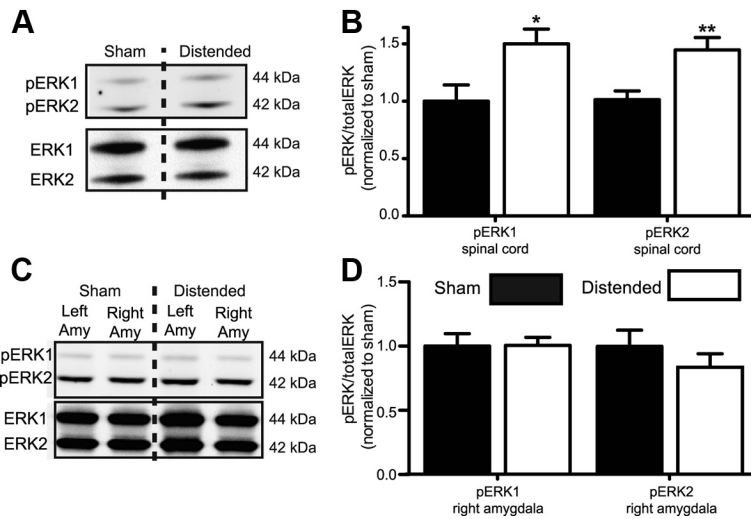 A
Sham Distended
pERK1 44 kDa
pERK2 42 kDa
ERK1 44 kDa
ERK2 42 kDa
B
pERK/totalERK
(normalized to sham)
1.5
1.0
0.5
0.0
*
**
pERK1
spinal cord
pERK2
spinal cord
C
Sham Distended
Left Right Left Right
Amy Amy Amy Amy
pERK1 44 kDa
pERK2 42 kDa
ERK1 44 kDa
ERK2 42 kDa
D
pERK/totalERK
(normalized to sham)
1.5
1.0
0.5
0.0
Sham Distended
pERK1
right amygdala
pERK2
right amygdala